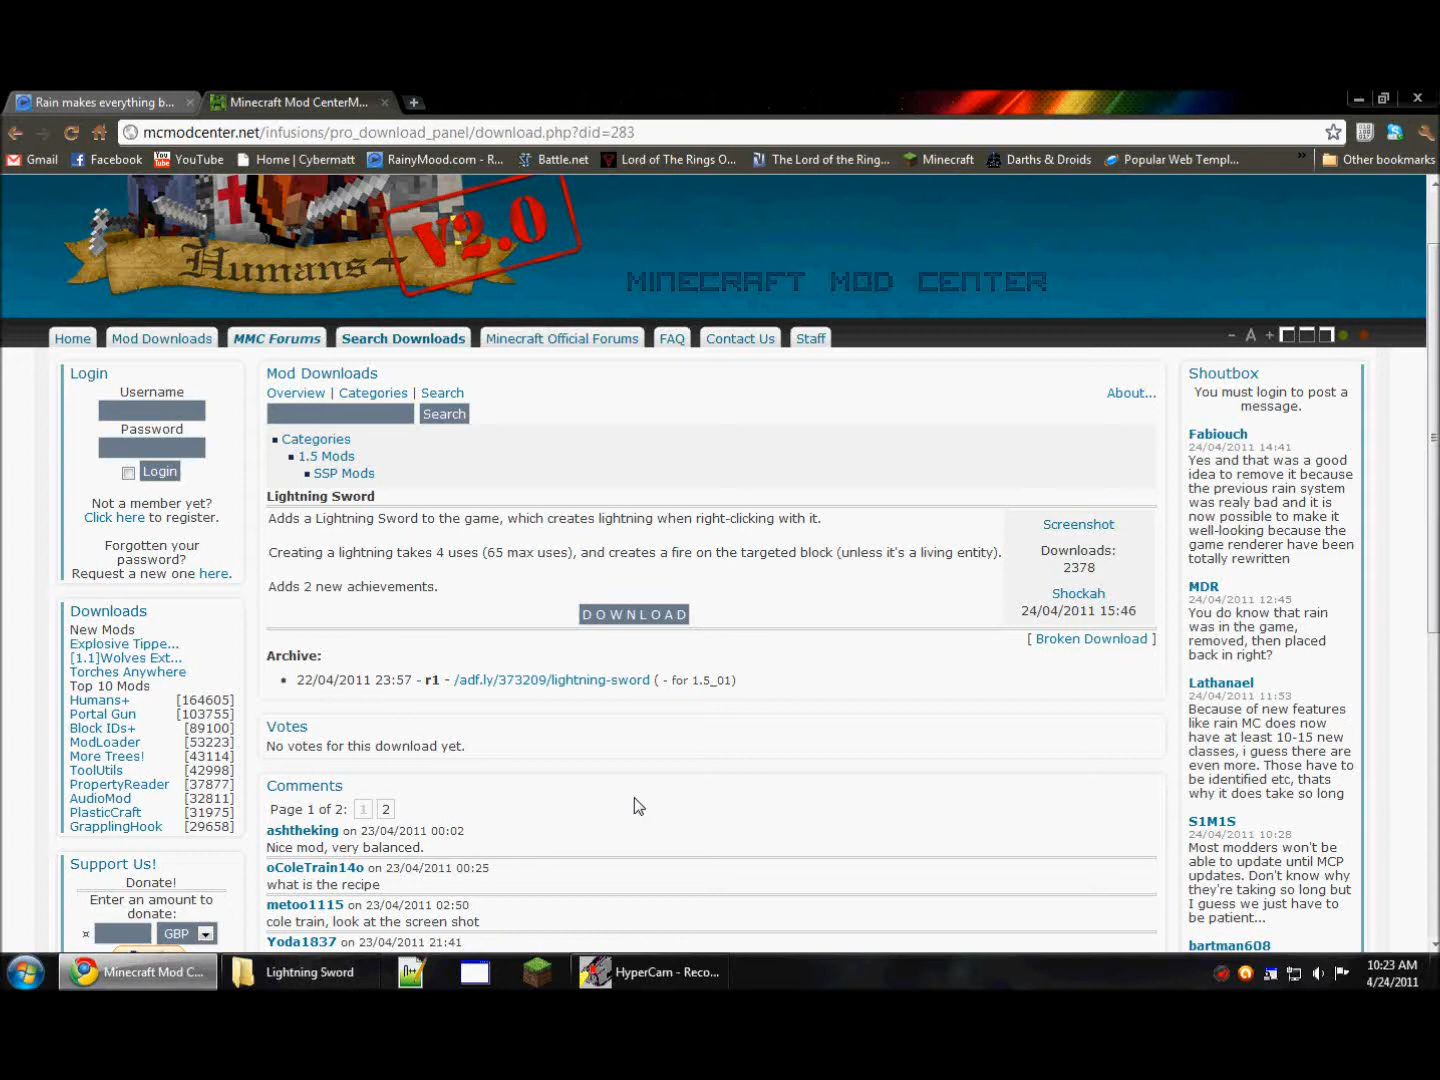 Rain makes everything b...
Minecraft Mod CenterM...
mcmodcenter.net/infusions/pro_download_panel/download.php?did=283
Gmail
Facebook
YouTube
Home | Cybermatt
RainyMood.com - R...
Battle.net
Lord of The Rings O...
The Lord of the Ring...
Minecraft
Darths & Droids
Popular Web Templ...
»
Other bookmarks
Humans+
V2.0
MINECRAFT MOD CENTER
Home
Mod Downloads
MMC Forums
Search Downloads
Minecraft Official Forums
FAQ
Contact Us
Staff
- A +
Login
Username
Password
Login
Not a member yet?
Click here to register.
Forgotten your
password?
Request a new one here.
Downloads
New Mods
Explosive Tippe...
[1.1]Wolves Ext...
Torches Anywhere
Top 10 Mods
Humans+ [164605]
Portal Gun [103755]
Block IDs+ [89100]
ModLoader [53223]
More Trees! [43114]
ToolUtils [42998]
PropertyReader [37877]
AudioMod [32811]
PlasticCraft [31975]
GrapplingHook [29658]
Support Us!
Donate!
Enter an amount to
donate:
¤ GBP
Mod Downloads
Overview | Categories | Search
About...
Search
Categories
1.5 Mods
SSP Mods
Lightning Sword
Adds a Lightning Sword to the game, which creates lightning when right-clicking with it.
Creating a lightning takes 4 uses (65 max uses), and creates a fire on the targeted block (unless it's a living entity).
Adds 2 new achievements.
DOWNLOAD
Screenshot
Downloads:
2378
Shockah
24/04/2011 15:46
[ Broken Download ]
Archive:
22/04/2011 23:57 - r1 - /adf.ly/373209/lightning-sword ( - for 1.5_01)
Votes
No votes for this download yet.
Comments
Page 1 of 2: 1 2
ashtheking on 23/04/2011 00:02
Nice mod, very balanced.
oColeTrain14o on 23/04/2011 00:25
what is the recipe
metoo1115 on 23/04/2011 02:50
cole train, look at the screen shot
Yoda1837 on 23/04/2011 21:41
Shoutbox
You must login to post a
message.
Fabiouch
24/04/2011 14:41
Yes and that was a good
idea to remove it because
the previous rain system
was realy bad and it is
now possible to make it
well-looking because the
game renderer have been
totally rewritten
MDR
24/04/2011 12:45
You do know that rain
was in the game,
removed, then placed
back in right?
Lathanael
24/04/2011 11:53
Because of new features
like rain MC does now
have at least 10-15 new
classes, i guess there are
even more. Those have to
be identified etc, thats
why it does take so long
S1M1S
24/04/2011 10:28
Most modders won't be
able to update until MCP
updates. Don't know why
they're taking so long but
I guess we just have to
be patient...
bartman608
Minecraft Mod C...
Lightning Sword
HyperCam - Reco...
10:23 AM
4/24/2011